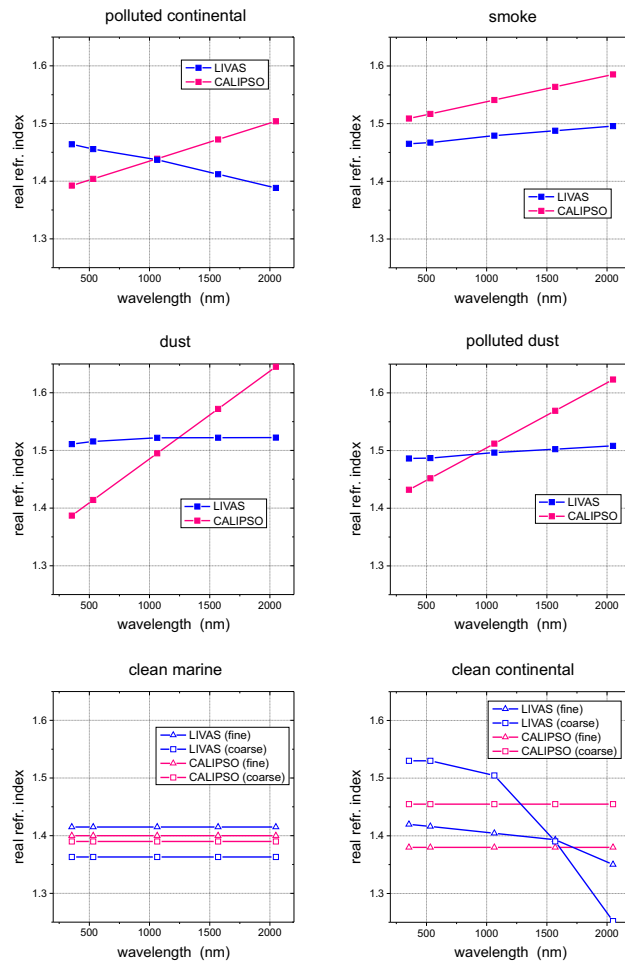 polluted continental
smoke
real refr. index
1.6
1.5
1.4
1.3
LIVAS
CALIPSO
500
1000
1500
2000
wavelength (nm)
real refr. index
1.6
1.5
1.4
1.3
LIVAS
CALIPSO
500
1000
1500
2000
wavelength (nm)
dust
polluted dust
real refr. index
1.6
1.5
1.4
1.3
LIVAS
CALIPSO
500
1000
1500
2000
wavelength (nm)
real refr. index
1.6
1.5
1.4
1.3
LIVAS
CALIPSO
500
1000
1500
2000
wavelength (nm)
clean marine
clean continental
real refr. index
1.6
1.5
1.4
1.3
LIVAS (fine)
LIVAS (coarse)
CALIPSO (fine)
CALIPSO (coarse)
500
1000
1500
2000
wavelength (nm)
real refr. index
1.6
1.5
1.4
1.3
LIVAS (fine)
LIVAS (coarse)
CALIPSO (fine)
CALIPSO (coarse)
500
1000
1500
2000
wavelength (nm)